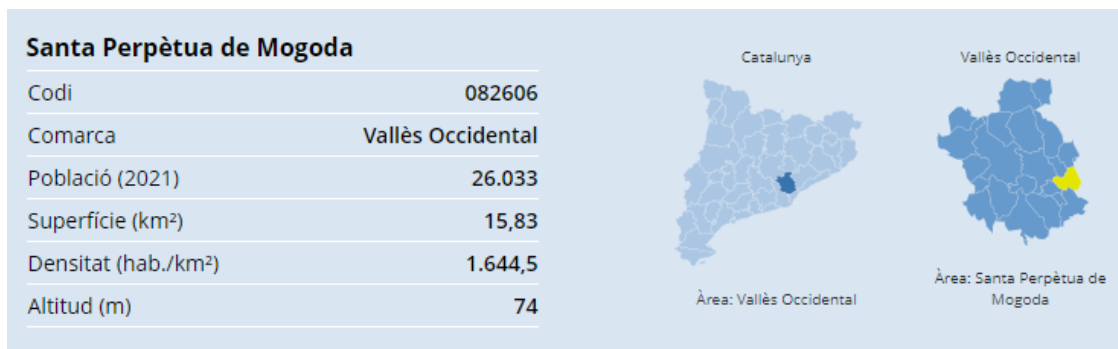 Santa Perpètua de Mogoda
Codi 082606
Comarca Vallès Occidental
Població (2021) 26.033
Superfície (km²) 15,83
Densitat (hab./km²) 1.644,5
Altitud (m) 74
Catalunya
Àrea: Vallès Occidental
Vallès Occidental
Àrea: Santa Perpètua de
Mogoda